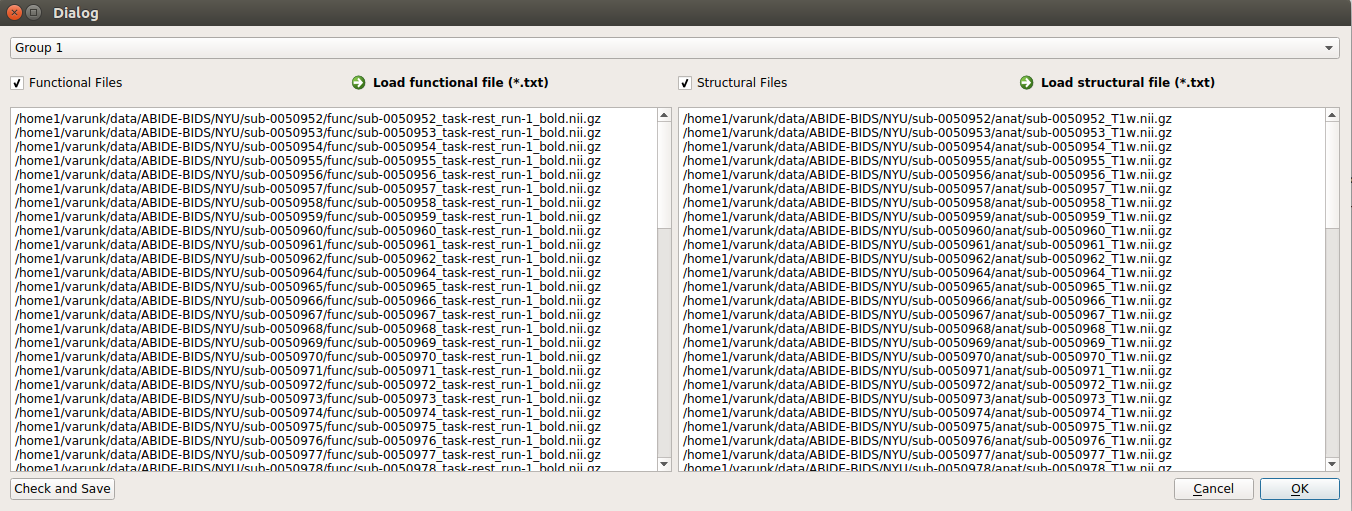 Dialog
Group 1
Functional Files
Load functional file (*.txt)
Structural Files
Load structural file (*.txt)
/home1/varunk/data/ABIDE-BIDS/NYU/sub-0050952/func/sub-0050952_task-rest_run-1_bold.nii.gz
/home1/varunk/data/ABIDE-BIDS/NYU/sub-0050953/func/sub-0050953_task-rest_run-1_bold.nii.gz
/home1/varunk/data/ABIDE-BIDS/NYU/sub-0050954/func/sub-0050954_task-rest_run-1_bold.nii.gz
/home1/varunk/data/ABIDE-BIDS/NYU/sub-0050955/func/sub-0050955_task-rest_run-1_bold.nii.gz
/home1/varunk/data/ABIDE-BIDS/NYU/sub-0050956/func/sub-0050956_task-rest_run-1_bold.nii.gz
/home1/varunk/data/ABIDE-BIDS/NYU/sub-0050957/func/sub-0050957_task-rest_run-1_bold.nii.gz
/home1/varunk/data/ABIDE-BIDS/NYU/sub-0050958/func/sub-0050958_task-rest_run-1_bold.nii.gz
/home1/varunk/data/ABIDE-BIDS/NYU/sub-0050959/func/sub-0050959_task-rest_run-1_bold.nii.gz
/home1/varunk/data/ABIDE-BIDS/NYU/sub-0050960/func/sub-0050960_task-rest_run-1_bold.nii.gz
/home1/varunk/data/ABIDE-BIDS/NYU/sub-0050961/func/sub-0050961_task-rest_run-1_bold.nii.gz
/home1/varunk/data/ABIDE-BIDS/NYU/sub-0050962/func/sub-0050962_task-rest_run-1_bold.nii.gz
/home1/varunk/data/ABIDE-BIDS/NYU/sub-0050964/func/sub-0050964_task-rest_run-1_bold.nii.gz
/home1/varunk/data/ABIDE-BIDS/NYU/sub-0050965/func/sub-0050965_task-rest_run-1_bold.nii.gz
/home1/varunk/data/ABIDE-BIDS/NYU/sub-0050966/func/sub-0050966_task-rest_run-1_bold.nii.gz
/home1/varunk/data/ABIDE-BIDS/NYU/sub-0050967/func/sub-0050967_task-rest_run-1_bold.nii.gz
/home1/varunk/data/ABIDE-BIDS/NYU/sub-0050968/func/sub-0050968_task-rest_run-1_bold.nii.gz
/home1/varunk/data/ABIDE-BIDS/NYU/sub-0050969/func/sub-0050969_task-rest_run-1_bold.nii.gz
/home1/varunk/data/ABIDE-BIDS/NYU/sub-0050970/func/sub-0050970_task-rest_run-1_bold.nii.gz
/home1/varunk/data/ABIDE-BIDS/NYU/sub-0050971/func/sub-0050971_task-rest_run-1_bold.nii.gz
/home1/varunk/data/ABIDE-BIDS/NYU/sub-0050972/func/sub-0050972_task-rest_run-1_bold.nii.gz
/home1/varunk/data/ABIDE-BIDS/NYU/sub-0050973/func/sub-0050973_task-rest_run-1_bold.nii.gz
/home1/varunk/data/ABIDE-BIDS/NYU/sub-0050974/func/sub-0050974_task-rest_run-1_bold.nii.gz
/home1/varunk/data/ABIDE-BIDS/NYU/sub-0050975/func/sub-0050975_task-rest_run-1_bold.nii.gz
/home1/varunk/data/ABIDE-BIDS/NYU/sub-0050976/func/sub-0050976_task-rest_run-1_bold.nii.gz
/home1/varunk/data/ABIDE-BIDS/NYU/sub-0050977/func/sub-0050977_task-rest_run-1_bold.nii.gz
/home1/varunk/data/ABIDE-BIDS/NYU/sub-0050978/func/sub-0050978_task-rest_run-1_bold.nii.gz
/home1/varunk/data/ABIDE-BIDS/NYU/sub-0050952/anat/sub-0050952_T1w.nii.gz
/home1/varunk/data/ABIDE-BIDS/NYU/sub-0050953/anat/sub-0050953_T1w.nii.gz
/home1/varunk/data/ABIDE-BIDS/NYU/sub-0050954/anat/sub-0050954_T1w.nii.gz
/home1/varunk/data/ABIDE-BIDS/NYU/sub-0050955/anat/sub-0050955_T1w.nii.gz
/home1/varunk/data/ABIDE-BIDS/NYU/sub-0050956/anat/sub-0050956_T1w.nii.gz
/home1/varunk/data/ABIDE-BIDS/NYU/sub-0050957/anat/sub-0050957_T1w.nii.gz
/home1/varunk/data/ABIDE-BIDS/NYU/sub-0050958/anat/sub-0050958_T1w.nii.gz
/home1/varunk/data/ABIDE-BIDS/NYU/sub-0050959/anat/sub-0050959_T1w.nii.gz
/home1/varunk/data/ABIDE-BIDS/NYU/sub-0050960/anat/sub-0050960_T1w.nii.gz
/home1/varunk/data/ABIDE-BIDS/NYU/sub-0050961/anat/sub-0050961_T1w.nii.gz
/home1/varunk/data/ABIDE-BIDS/NYU/sub-0050962/anat/sub-0050962_T1w.nii.gz
/home1/varunk/data/ABIDE-BIDS/NYU/sub-0050964/anat/sub-0050964_T1w.nii.gz
/home1/varunk/data/ABIDE-BIDS/NYU/sub-0050965/anat/sub-0050965_T1w.nii.gz
/home1/varunk/data/ABIDE-BIDS/NYU/sub-0050966/anat/sub-0050966_T1w.nii.gz
/home1/varunk/data/ABIDE-BIDS/NYU/sub-0050967/anat/sub-0050967_T1w.nii.gz
/home1/varunk/data/ABIDE-BIDS/NYU/sub-0050968/anat/sub-0050968_T1w.nii.gz
/home1/varunk/data/ABIDE-BIDS/NYU/sub-0050969/anat/sub-0050969_T1w.nii.gz
/home1/varunk/data/ABIDE-BIDS/NYU/sub-0050970/anat/sub-0050970_T1w.nii.gz
/home1/varunk/data/ABIDE-BIDS/NYU/sub-0050971/anat/sub-0050971_T1w.nii.gz
/home1/varunk/data/ABIDE-BIDS/NYU/sub-0050972/anat/sub-0050972_T1w.nii.gz
/home1/varunk/data/ABIDE-BIDS/NYU/sub-0050973/anat/sub-0050973_T1w.nii.gz
/home1/varunk/data/ABIDE-BIDS/NYU/sub-0050974/anat/sub-0050974_T1w.nii.gz
/home1/varunk/data/ABIDE-BIDS/NYU/sub-0050975/anat/sub-0050975_T1w.nii.gz
/home1/varunk/data/ABIDE-BIDS/NYU/sub-0050976/anat/sub-0050976_T1w.nii.gz
/home1/varunk/data/ABIDE-BIDS/NYU/sub-0050977/anat/sub-0050977_T1w.nii.gz
/home1/varunk/data/ABIDE-BIDS/NYU/sub-0050978/anat/sub-0050978_T1w.nii.gz
Check and Save
Cancel
OK